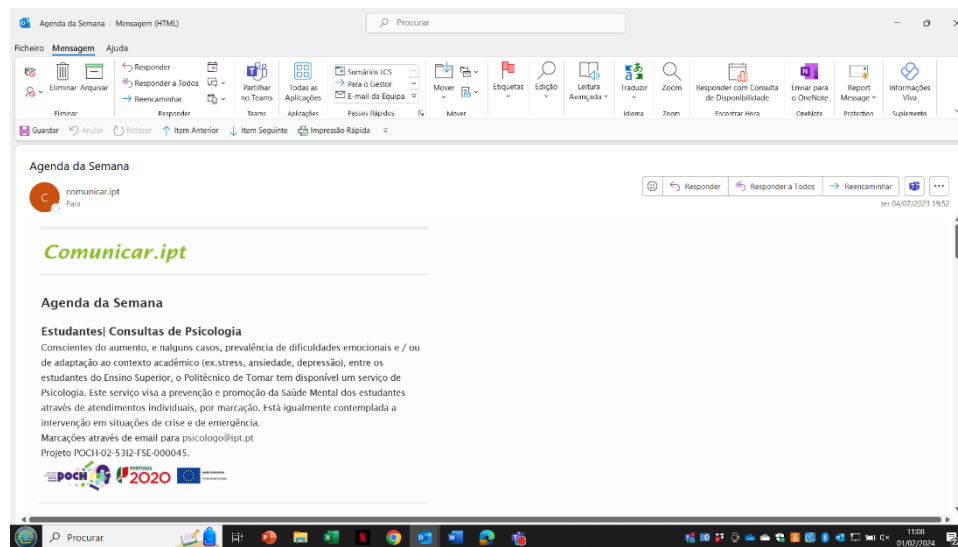 Agenda da Semana - Mensagem (HTML)
Procurar
Ficheiro Mensagem Ajuda
Eliminar Arquivar
Responder
Responder a Todos
Reencaminhar
Partilhar no Teams
Todas as Aplicações
Sumários LCS
Para o Gestor
E-mail da Equipa
Mover
Etiquetas
Edição
Leitura Avançada
Traduzir
Zoom
Responder com Consulta de Disponibilidade
Enviar para o OneNote
Report Message
Informações Viva
Eliminar Responder Teams Aplicações Passos Rápidos Mover Idioma Zoom Encontrar Hora OneNote Protection Suplemento
Guardar Anular Refazer Item Anterior Item Seguinte Impressão Rápida
Agenda da Semana
C
comunicar.ipt
Para
Responder Responder a Todos Reencaminhar
ter 04/07/2023 19:52
Comunicar.ipt
Agenda da Semana
Estudantes| Consultas de Psicologia
Conscientes do aumento, e nalguns casos, prevalência de dificuldades emocionais e / ou
de adaptação ao contexto académico (ex.stress, ansiedade, depressão), entre os
estudantes do Ensino Superior, o Politécnico de Tomar tem disponível um serviço de
Psicologia. Este serviço visa a prevenção e promoção da Saúde Mental dos estudantes
através de atendimentos individuais, por marcação. Está igualmente contemplada a
intervenção em situações de crise e de emergência.
Marcações através de email para psicologo@ipt.pt
Projeto POCH-02-53I2-FSE-000045.
POCH PORTUGAL 2020
Procurar
11:08
01/02/2024